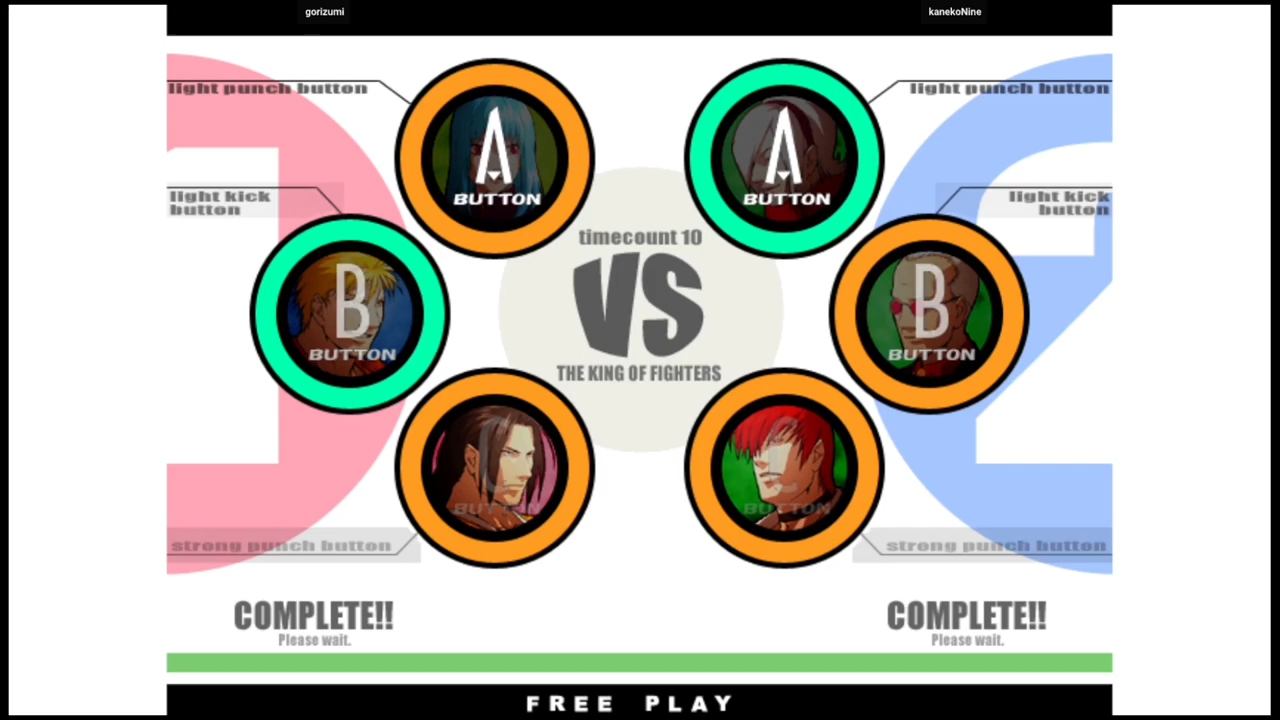 gorizumi
kanekoNine
light punch button
light punch button
A
BUTTON
A
BUTTON
light kick
button
light kick
button
timecount 10
VS
THE KING OF FIGHTERS
B
BUTTON
B
BUTTON
C
BUTTON
C
BUTTON
strong punch button
strong punch button
COMPLETE!!
Please wait.
COMPLETE!!
Please wait.
FREE PLAY